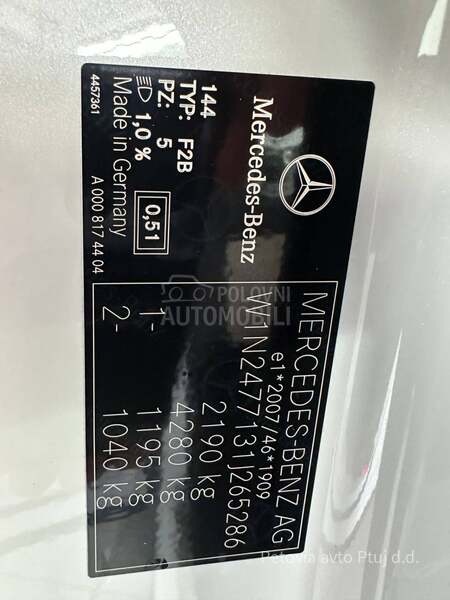 MERCEDES-BENZ AG
e1*2007/46*1909
W1N2477131J265286
2190 kg
4280 kg
1- 1195 kg
2- 1040 kg
Mercedes-Benz
144
TYP: F2B
PZ: 5
1,0 %
0,51
Made in Germany
A 000 817 44 04
4457361
POLOVNI
AUTOMOBILI
Petovia avto Ptuj d.d.